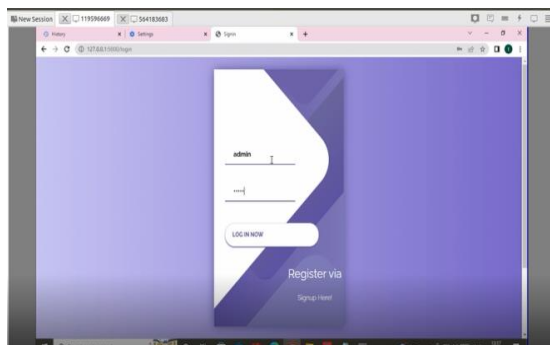 New Session
119596669
564183683
History
Settings
Signin
127.0.0.1:5000/login
admin
LOG IN NOW
Register via
Signup Here!